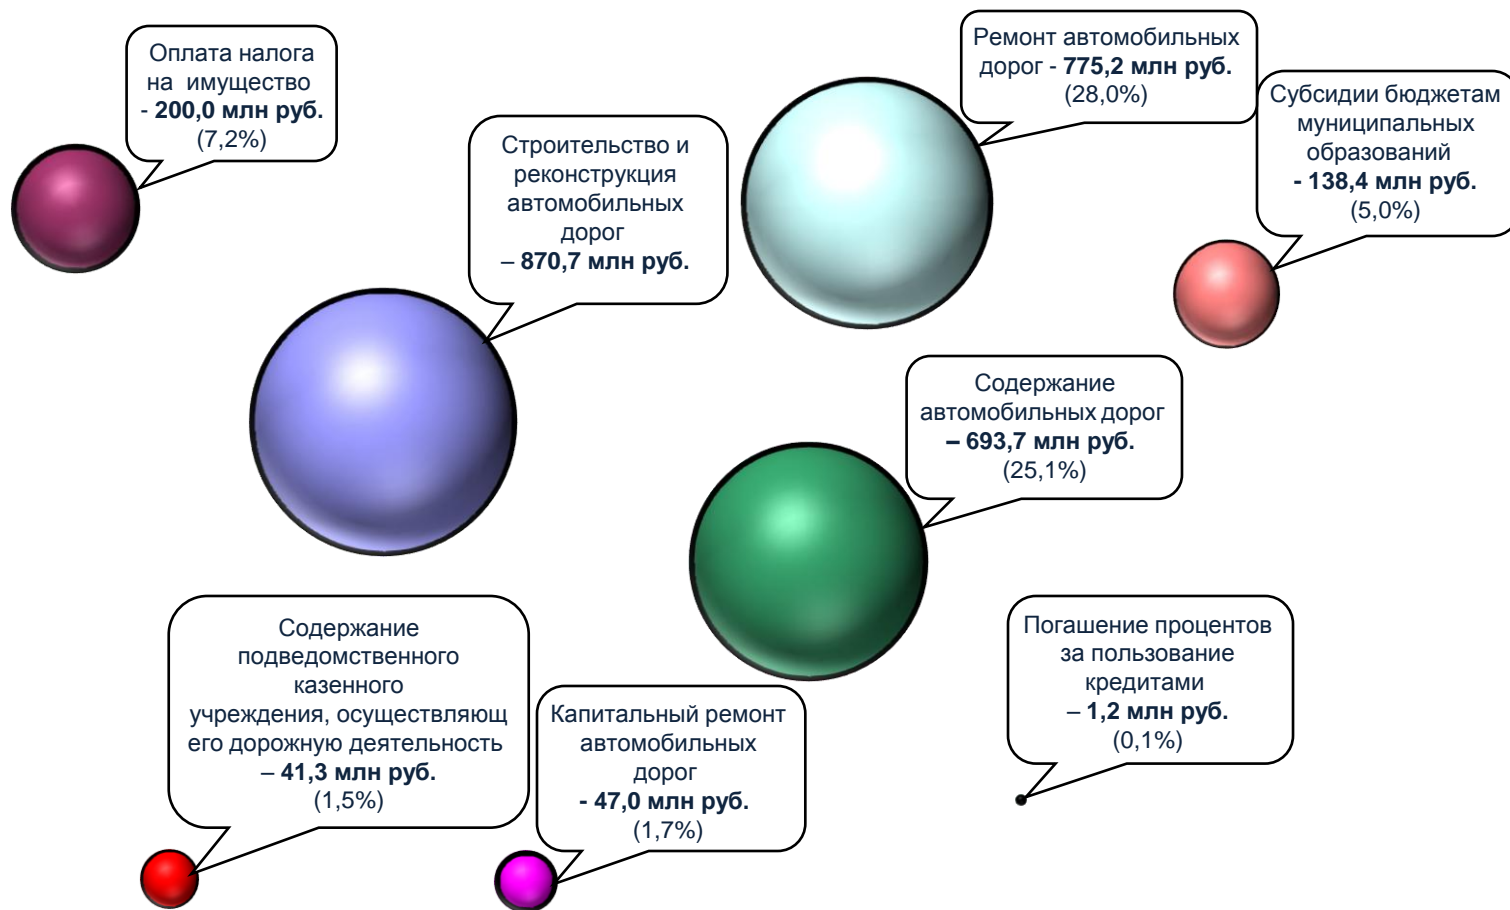 Оплата налога
на имущество
- 200,0 млн руб.
(7,2%)
Строительство и
реконструкция
автомобильных
дорог
– 870,7 млн руб.
Ремонт автомобильных
дорог - 775,2 млн руб.
(28,0%)
Субсидии бюджетам
муниципальных
образований
- 138,4 млн руб.
(5,0%)
Содержание
автомобильных дорог
– 693,7 млн руб.
(25,1%)
Содержание
подведомственного
казенного
учреждения, осуществляющ
его дорожную деятельность
– 41,3 млн руб.
(1,5%)
Капитальный ремонт
автомобильных
дорог
- 47,0 млн руб.
(1,7%)
Погашение процентов
за пользование
кредитами
– 1,2 млн руб.
(0,1%)